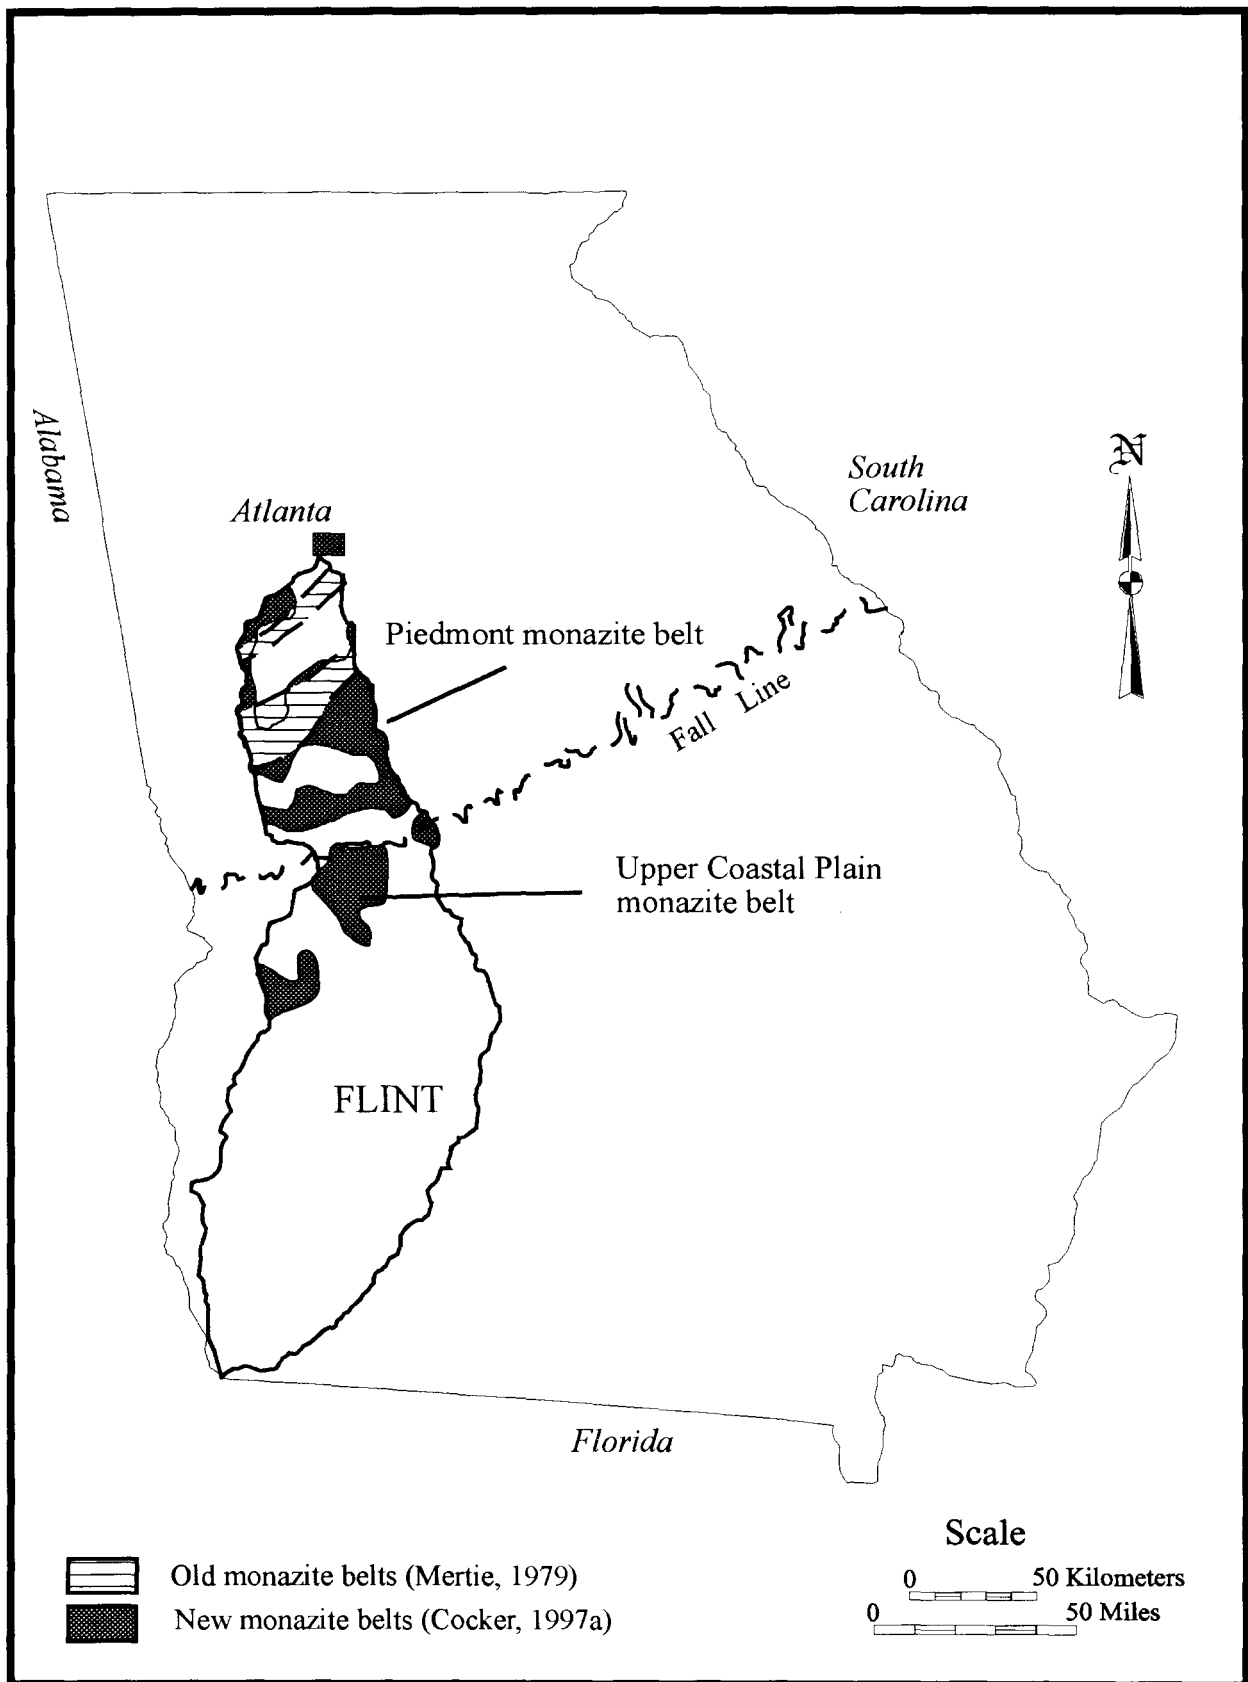 Alabama
Atlanta
South
Carolina
N
Piedmont monazite belt
Fall Line
Upper Coastal Plain
monazite belt
FLINT
Florida
Scale
0 50 Kilometers
0 50 Miles
Old monazite belts (Mertie, 1979)
New monazite belts (Cocker, 1997a)